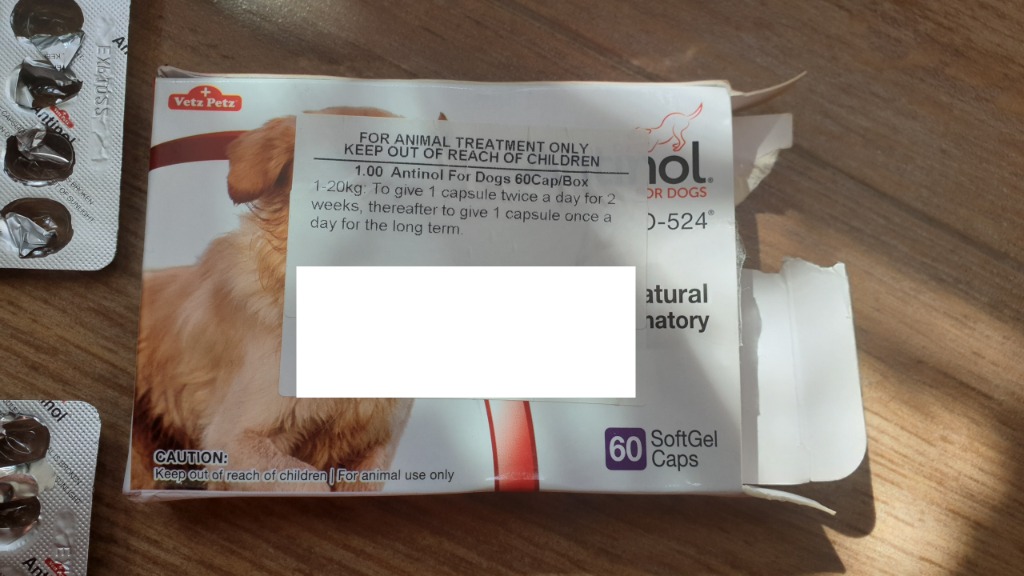 Vetz Petz
FOR ANIMAL TREATMENT ONLY
KEEP OUT OF REACH OF CHILDREN
1.00 Antinol For Dogs 60Cap/Box
1-20kg: To give 1 capsule twice a day for 2
weeks, thereafter to give 1 capsule once a
day for the long term.
nol.
OR DOGS
-524®
atural
natory
60 SoftGel
Caps
CAUTION:
Keep out of reach of children | For animal use only